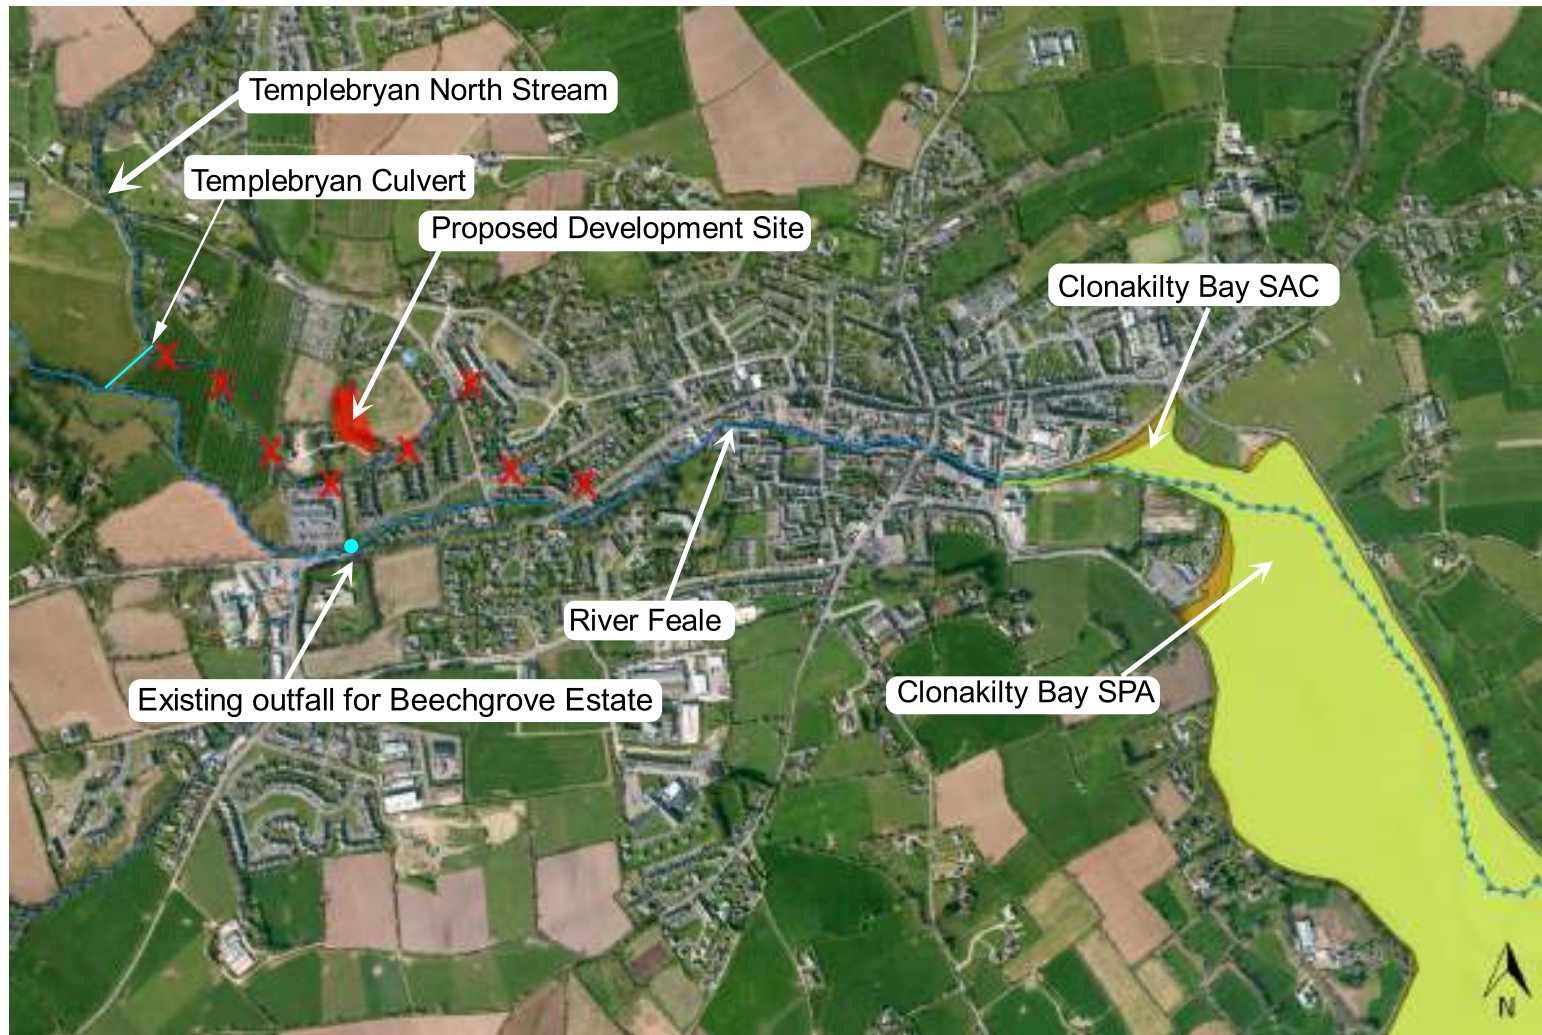 Templebryan North Stream
Templebryan Culvert
Proposed Development Site
Clonakilty Bay SAC
River Feale
Clonakilty Bay SPA
Existing outfall for Beechgrove Estate
N